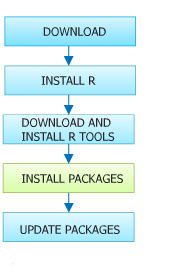 DOWNLOAD
INSTALL R
DOWNLOAD AND
INSTALL R TOOLS
INSTALL PACKAGES
UPDATE PACKAGES